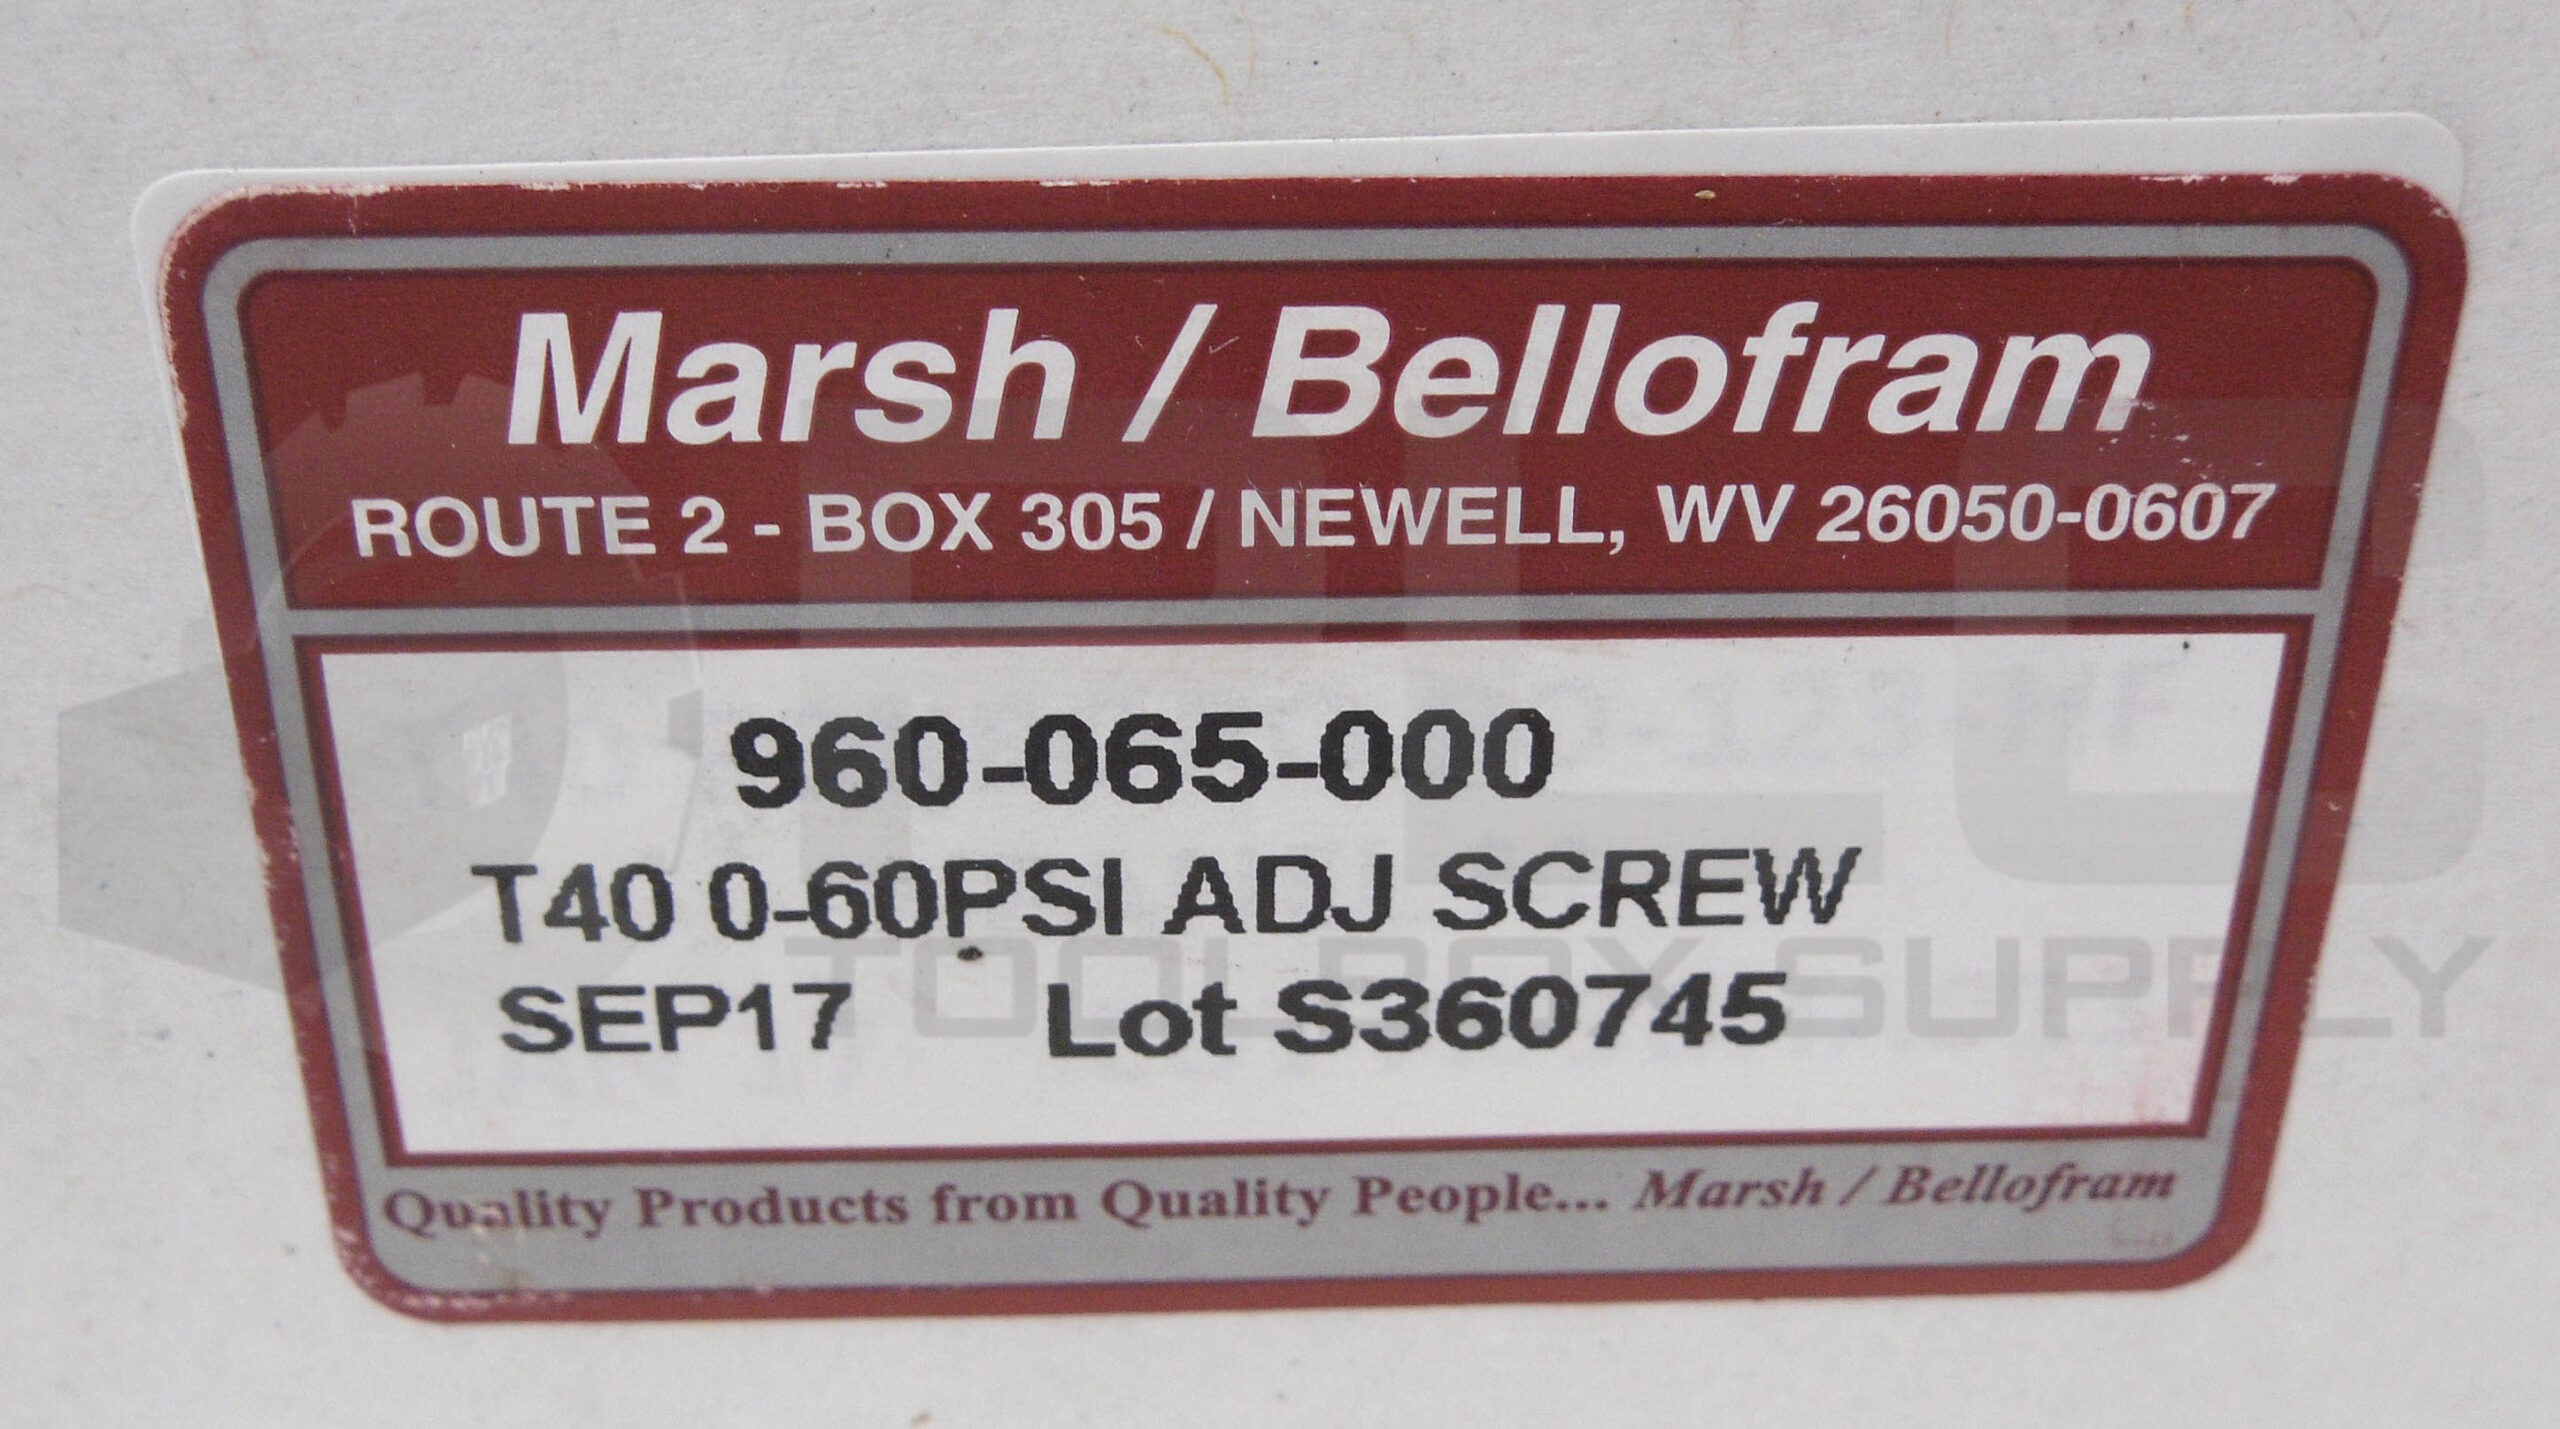 Marsh / Bellofram
ROUTE 2 - BOX 305 / NEWELL, WV 26050-0607
960-065-000
T40 0-60PSI ADJ SCREW
SEP17 Lot S360745
TOOLBOX SUPPLY
Quality Products from Quality People... Marsh / Bellofram